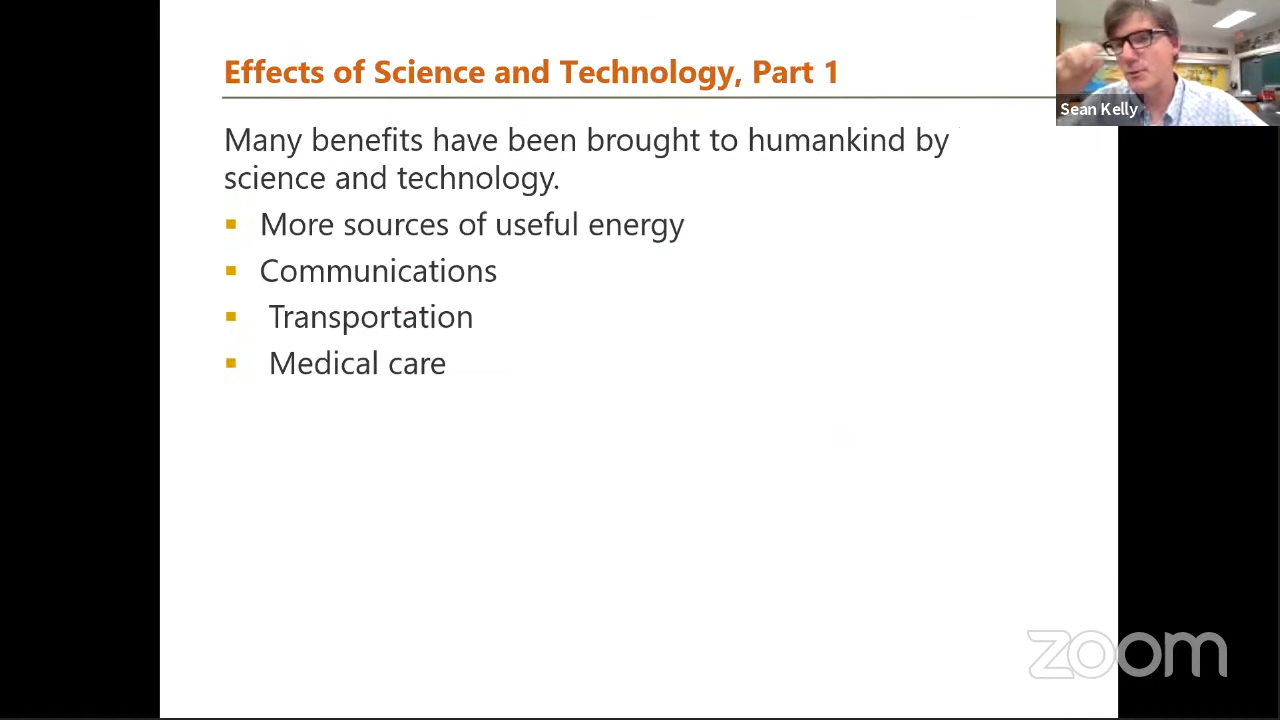 Effects of Science and Technology, Part 1
Sean Kelly
Many benefits have been brought to humankind by
science and technology.
▪ More sources of useful energy
▪ Communications
▪ Transportation
▪ Medical care
zoom